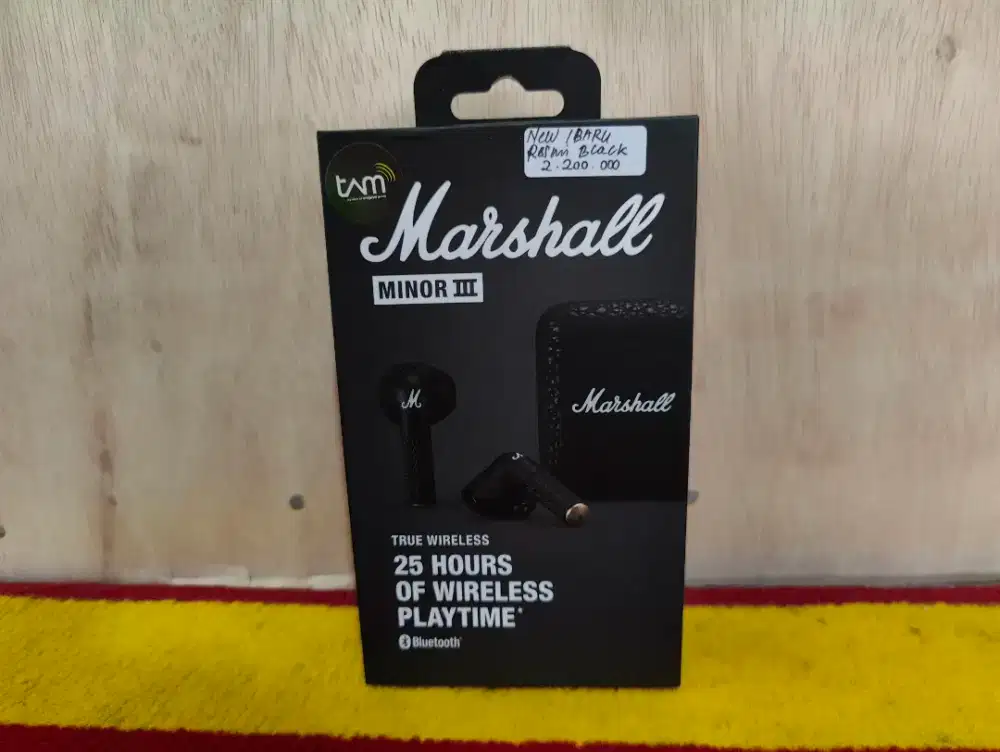 NEW / BARU
Resmi Black
2.200.000
tam
Marshall
MINOR III
Marshall
M
TRUE WIRELESS
25 HOURS
OF WIRELESS
PLAYTIME*
Bluetooth®